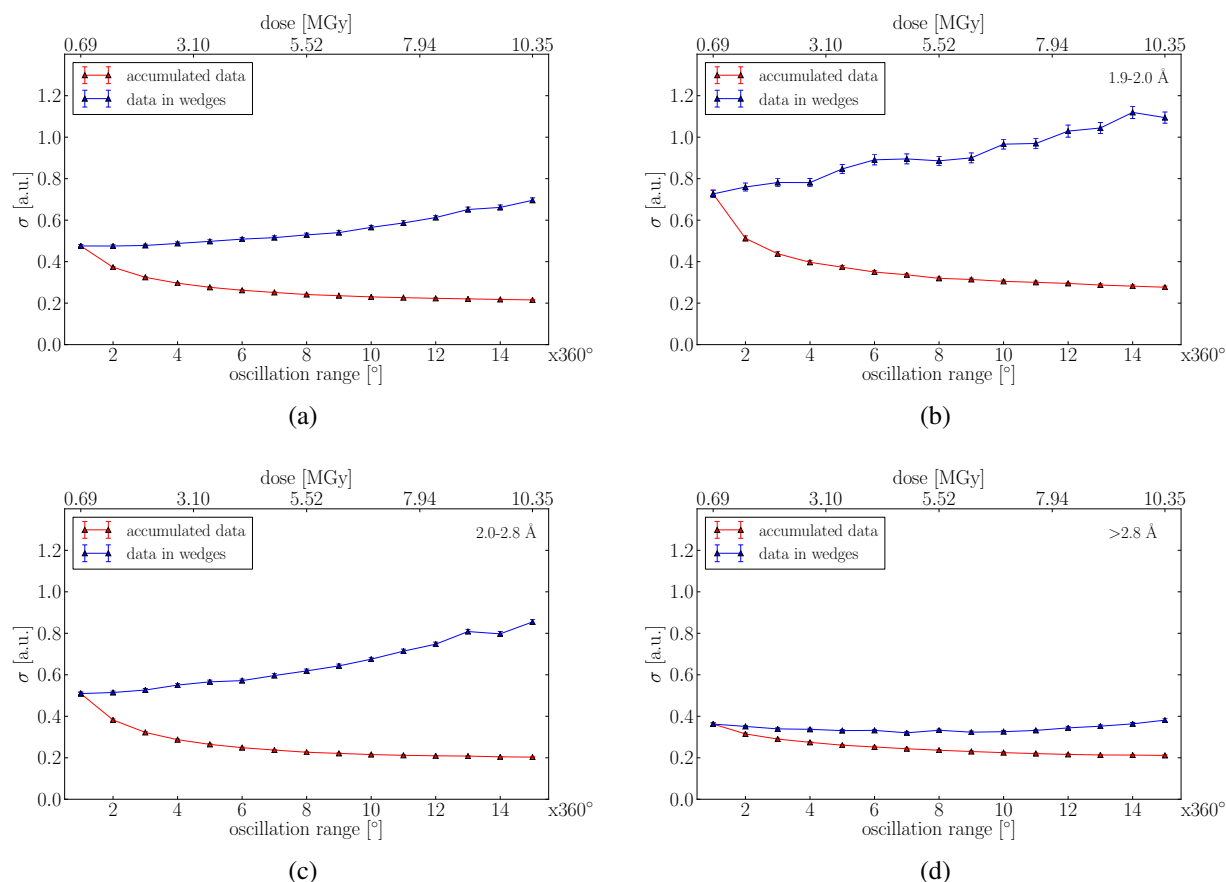 dose [MGy]
0.69 3.10 5.52 7.94 10.35
accumulated data
data in wedges
σ [a.u.]
1.2
1.0
0.8
0.6
0.4
0.2
0.0
2 4 6 8 10 12 14 x360°
oscillation range [°]
(a)
dose [MGy]
0.69 3.10 5.52 7.94 10.35
accumulated data
data in wedges
1.9-2.0 Å
σ [a.u.]
1.2
1.0
0.8
0.6
0.4
0.2
0.0
2 4 6 8 10 12 14 x360°
oscillation range [°]
(b)
dose [MGy]
0.69 3.10 5.52 7.94 10.35
accumulated data
data in wedges
2.0-2.8 Å
σ [a.u.]
1.2
1.0
0.8
0.6
0.4
0.2
0.0
2 4 6 8 10 12 14 x360°
oscillation range [°]
(c)
dose [MGy]
0.69 3.10 5.52 7.94 10.35
accumulated data
data in wedges
>2.8 Å
σ [a.u.]
1.2
1.0
0.8
0.6
0.4
0.2
0.0
2 4 6 8 10 12 14 x360°
oscillation range [°]
(d)